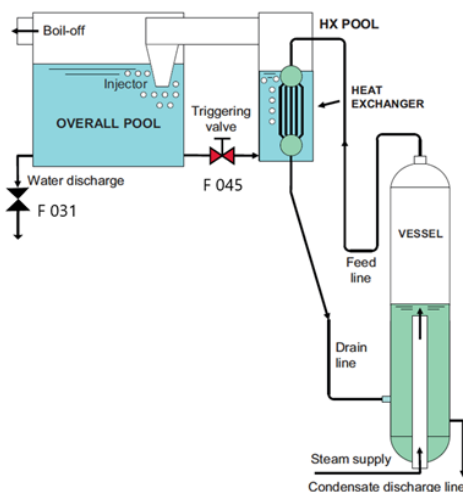 Boil-off
HX POOL
Injector
HEAT
EXCHANGER
OVERALL POOL
Triggering
valve
Water discharge
F 031
F 045
VESSEL
Feed
line
Drain
line
Steam supply
Condensate discharge line